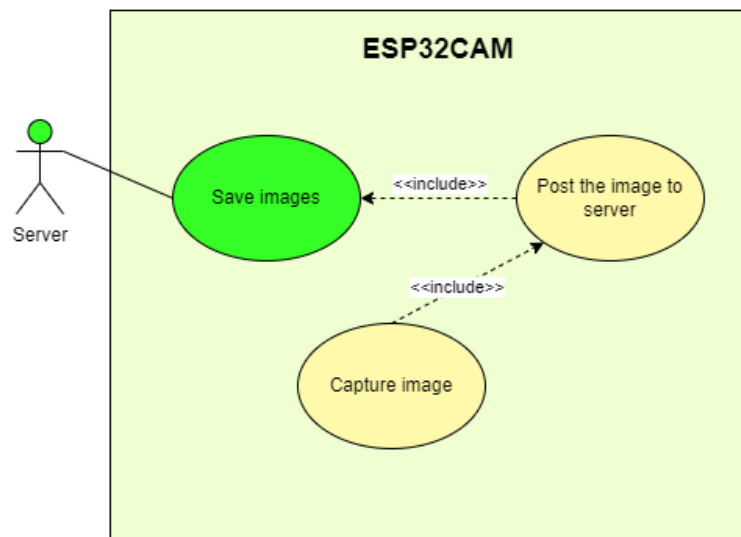 ESP32CAM
Save images
<<include>>
Post the image to
server
Server
<<include>>
Capture image